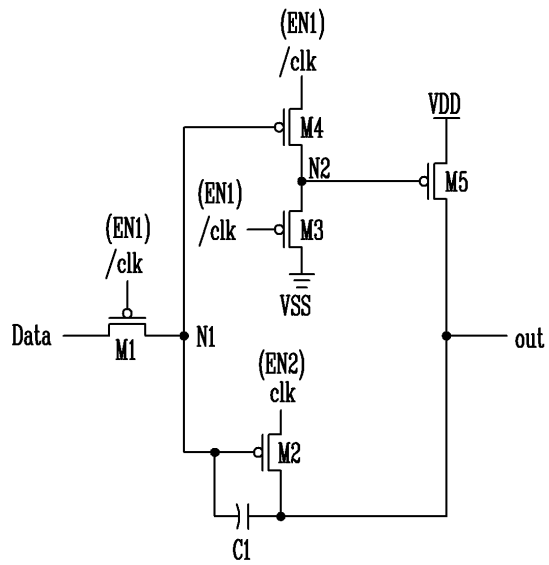 (EN1)
/clk
M4
VDD
N2
M5
(EN1)
/clk
M3
(EN1)
/clk
VSS
Data
M1
N1
out
(EN2)
clk
M2
C1